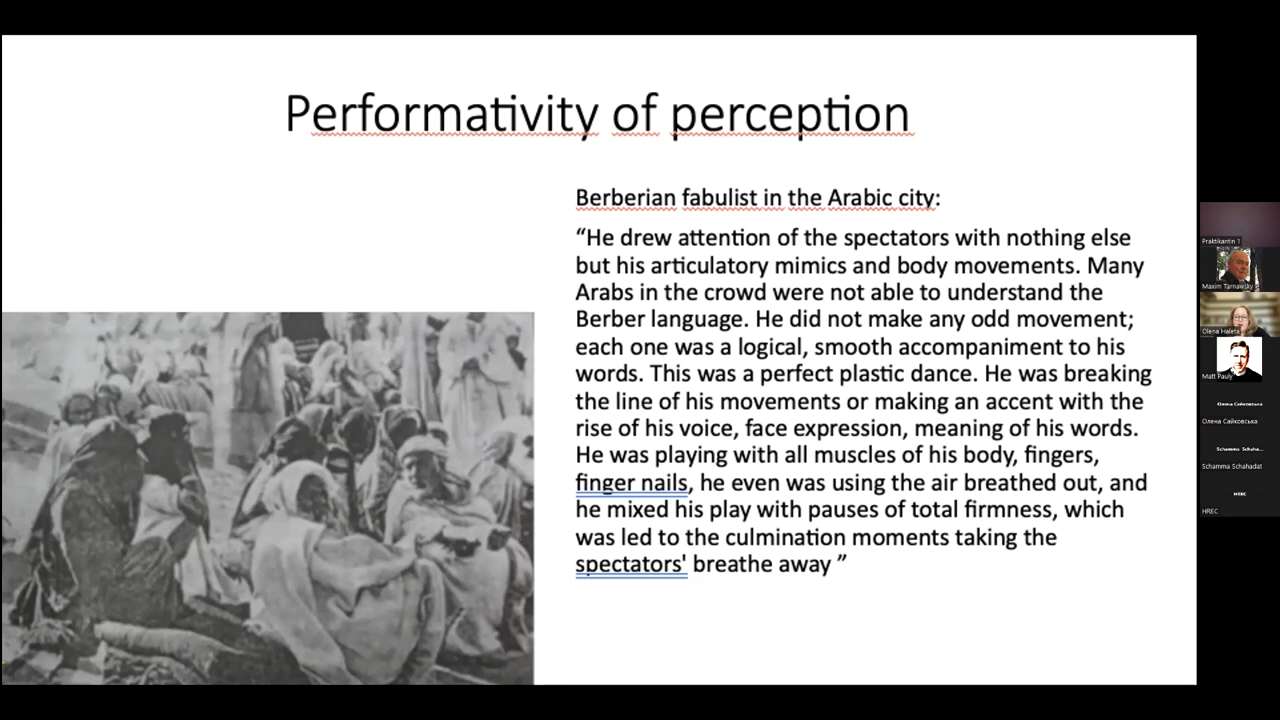 Performativity of perception
Berberian fabulist in the Arabic city:
“He drew attention of the spectators with nothing else
but his articulatory mimics and body movements. Many
Arabs in the crowd were not able to understand the
Berber language. He did not make any odd movement;
each one was a logical, smooth accompaniment to his
words. This was a perfect plastic dance. He was breaking
the line of his movements or making an accent with the
rise of his voice, face expression, meaning of his words.
He was playing with all muscles of his body, fingers,
finger nails, he even was using the air breathed out, and
he mixed his play with pauses of total firmness, which
was led to the culmination moments taking the
spectators' breathe away ”
Praktikantin 1
Maxim Tarnawsky
Olena Haleta
Matt Pauly
Олена Сайковська
Олена Сайковська
Schamma Schaha...
Schamma Schahadat
HREC
HREC